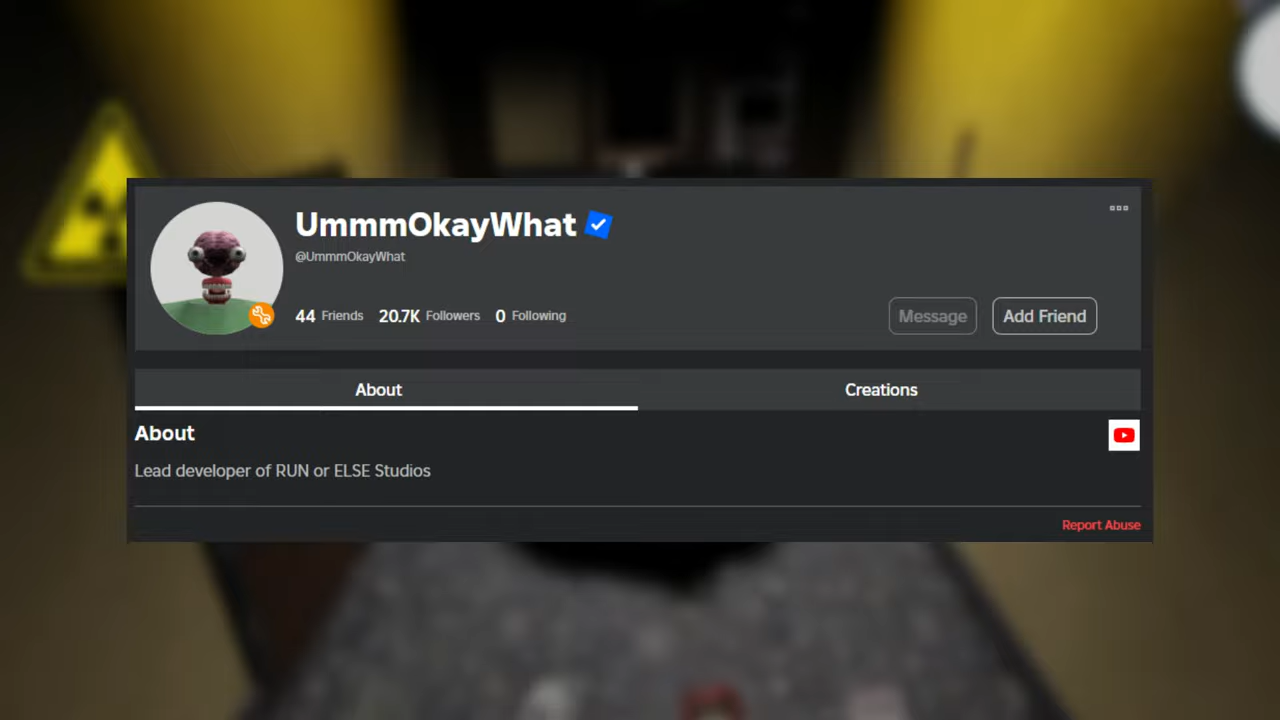 UmmmOkayWhat
@UmmmOkayWhat
44 Friends 20.7K Followers 0 Following
Message Add Friend
About Creations
About
Lead developer of RUN or ELSE Studios
Report Abuse